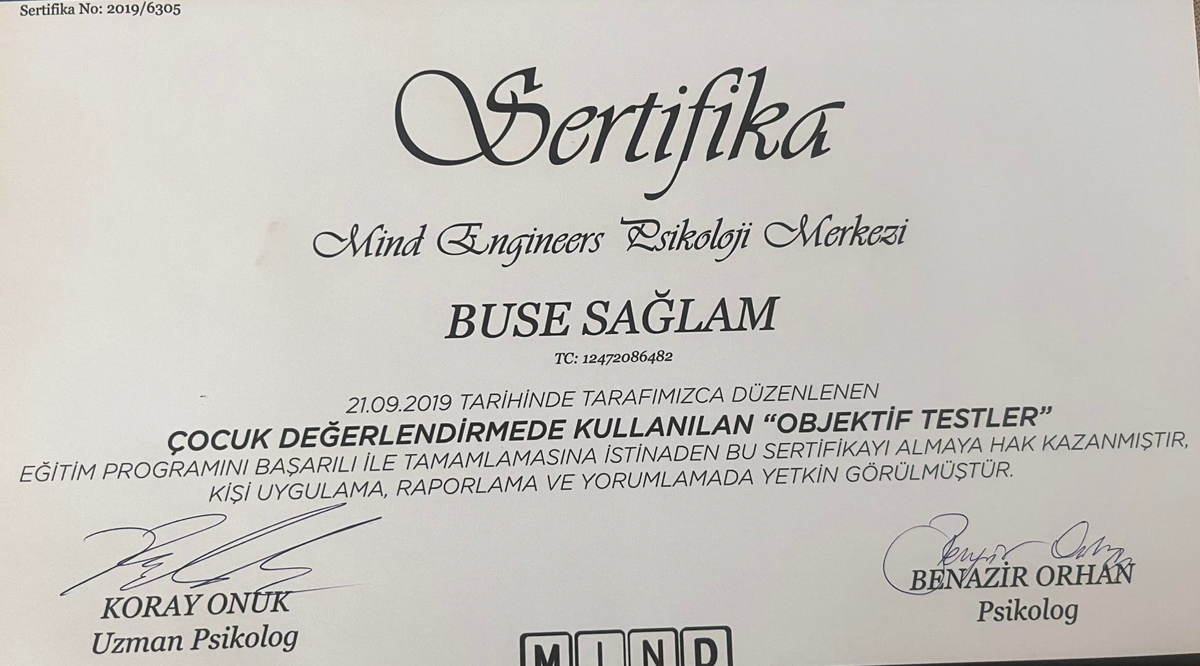 Sertifika No: 2019/6305
Sertifika
Mind Engineers Psikoloji Merkezi
BUSE SAĞLAM
TC: 12472086482
21.09.2019 TARİHİNDE TARAFIMIZCA DÜZENLENEN
ÇOCUK DEĞERLENDİRMEDE KULLANILAN “OBJEKTİF TESTLER”
EĞİTİM PROGRAMINI BAŞARILI İLE TAMAMLAMASINA İSTİNADEN BU SERTİFİKAYI ALMAYA HAK KAZANMIŞTIR,
KİŞİ UYGULAMA, RAPORLAMA VE YORUMLAMADA YETKİN GÖRÜLMÜŞTÜR.
KORAY ONUK
Uzman Psikolog
BENAZİR ORHAN
Psikolog
MIND